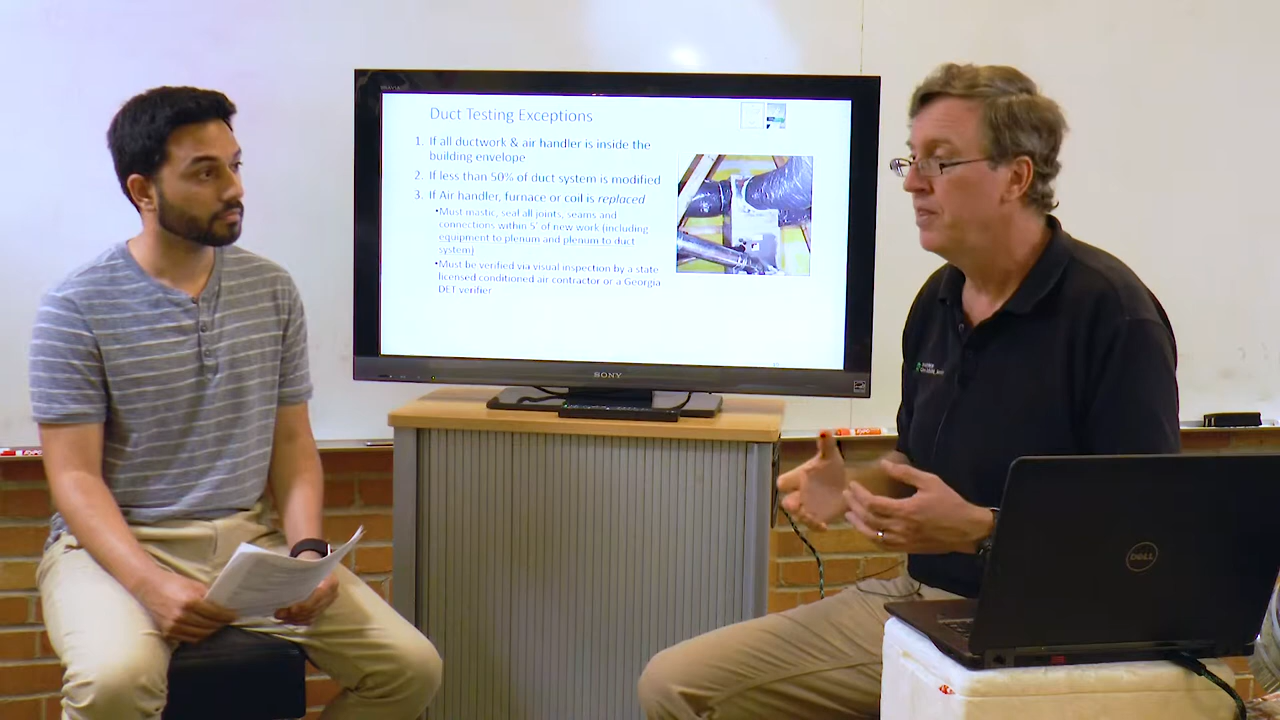 BRAVIA
Duct Testing Exceptions
1. If all ductwork & air handler is inside the
building envelope
2. If less than 50% of duct system is modified
3. If Air handler, furnace or coil is replaced
•Must mastic, seal all joints, seams and
connections within 5' of new work (including
equipment to plenum and plenum to duct
system)
•Must be verified via visual inspection by a state
licensed conditioned air contractor or a Georgia
DET verifier
SONY
EXPO
DELL